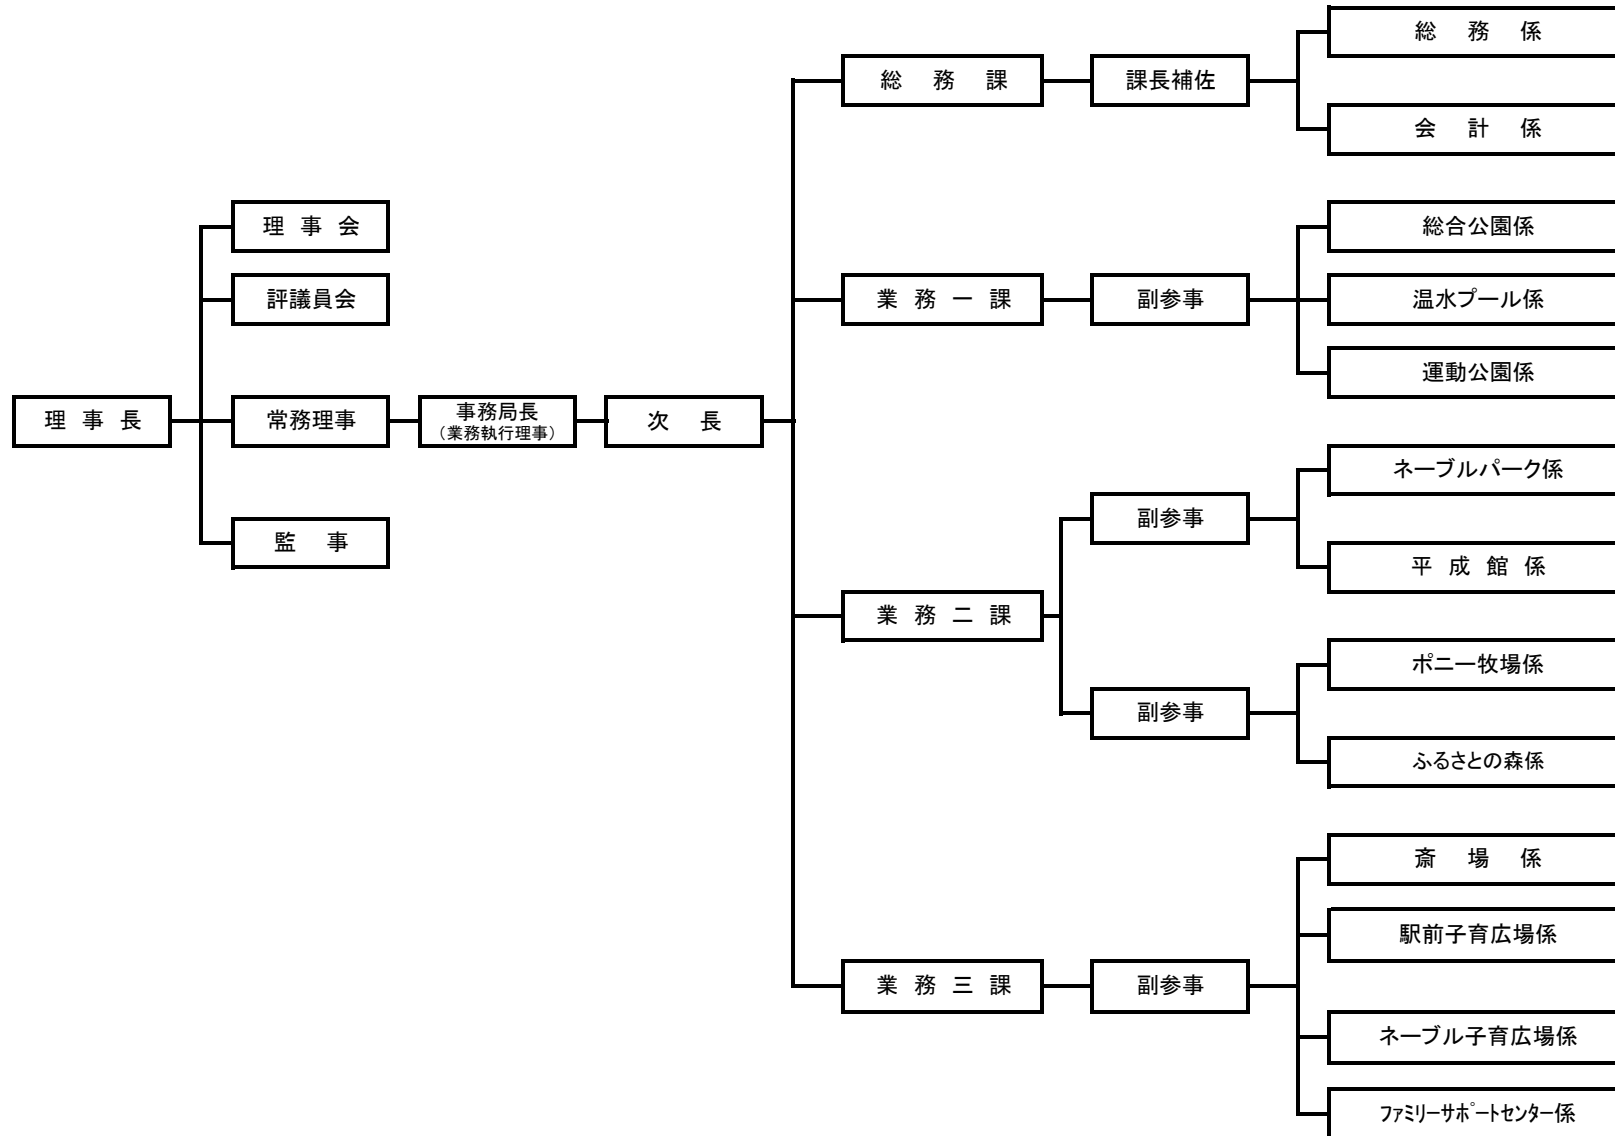 総 務 係
総 務 課
課長補佐
会 計 係
理 事 会
総合公園係
評議員会
業 務 一 課
副参事
温水プール係
運動公園係
理 事 長
常務理事
事務局長
（業務執行理事）
次 長
ネーブルパーク係
副参事
監 事
平 成 館 係
業 務 二 課
ポニー牧場係
副参事
ふるさとの森係
斎 場 係
駅前子育広場係
業 務 三 課
副参事
ネーブル子育広場係
ﾌｧﾐﾘｰｻﾎﾟｰﾄｾﾝﾀｰ係